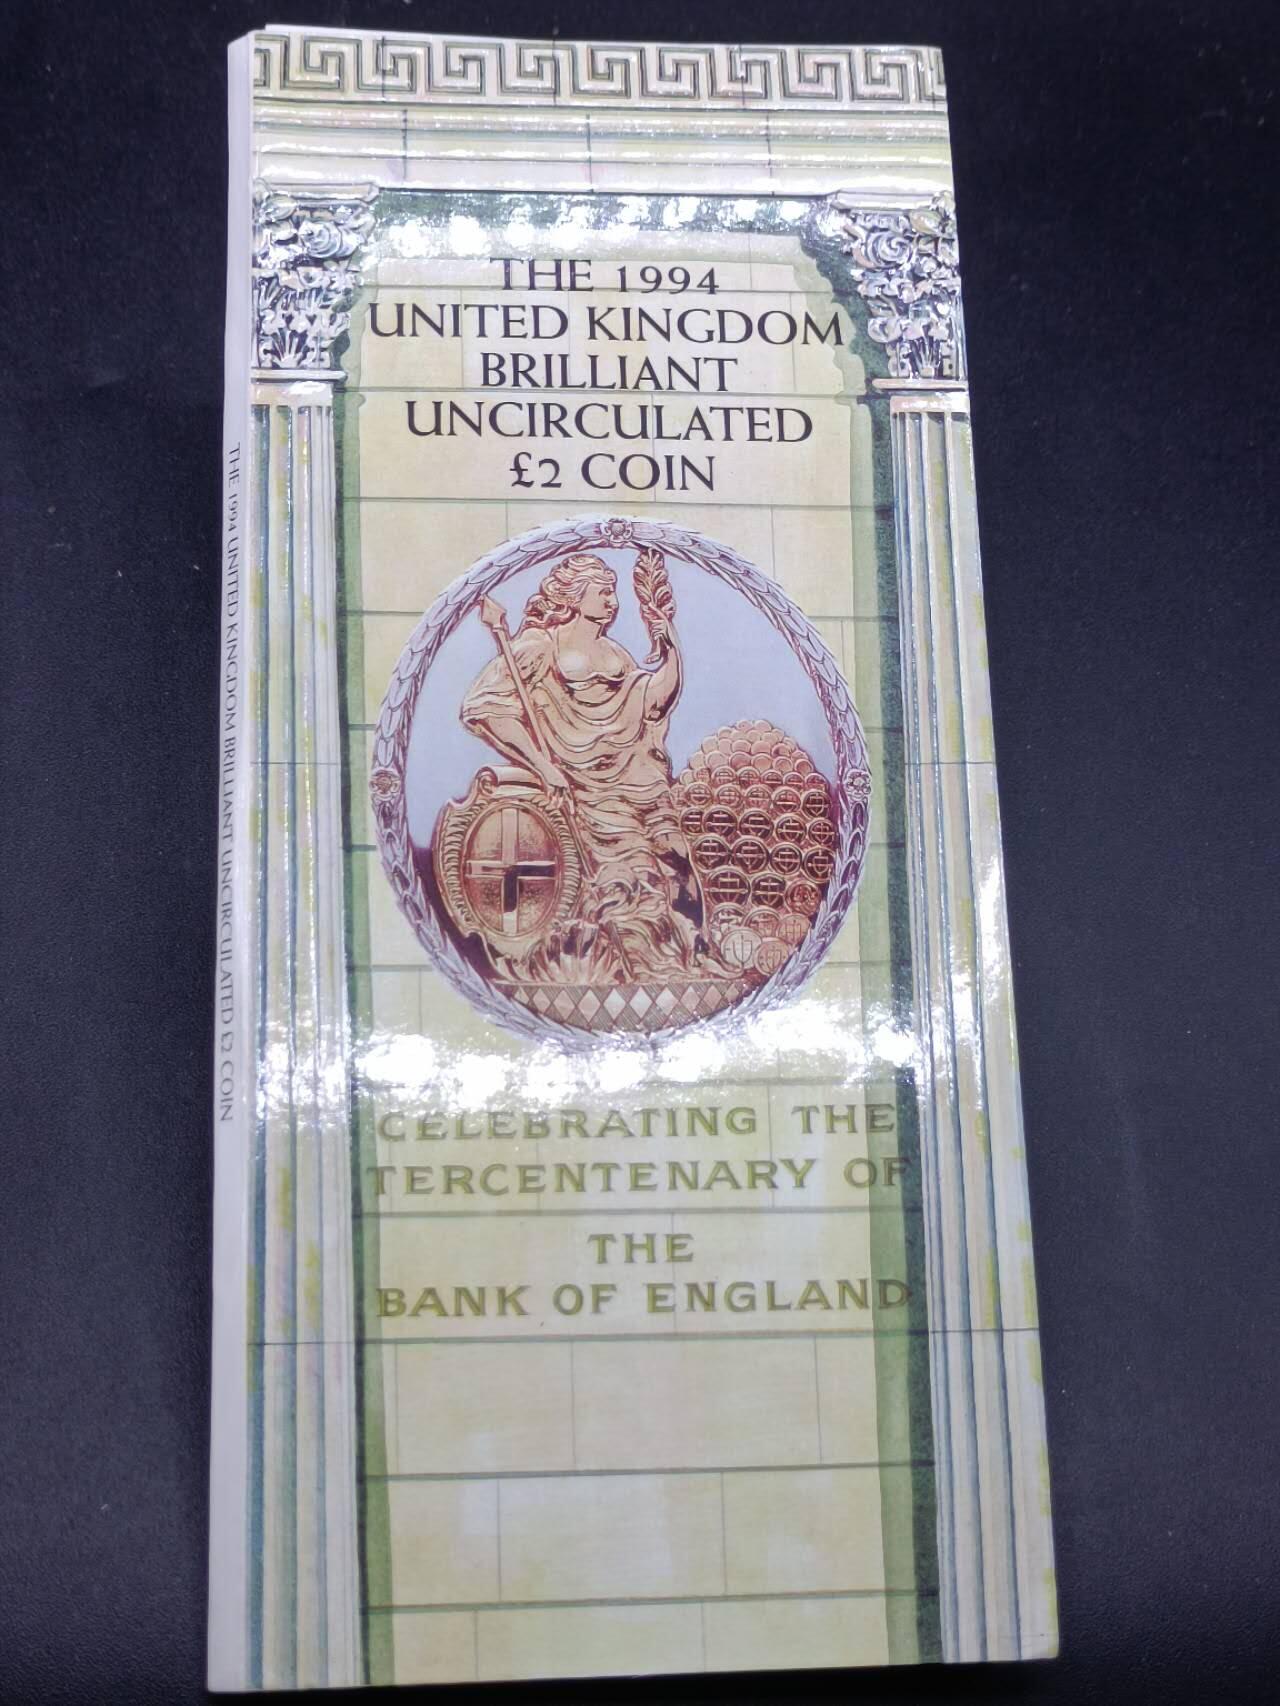 THE 1994
UNITED KINGDOM
BRILLIANT
UNCIRCULATED
£2 COIN
CELEBRATING THE
TERCENTENARY OF
THE
BANK OF ENGLAND
THE 1994 UNITED KINGDOM BRILLIANT UNCIRCULATED £2 COIN